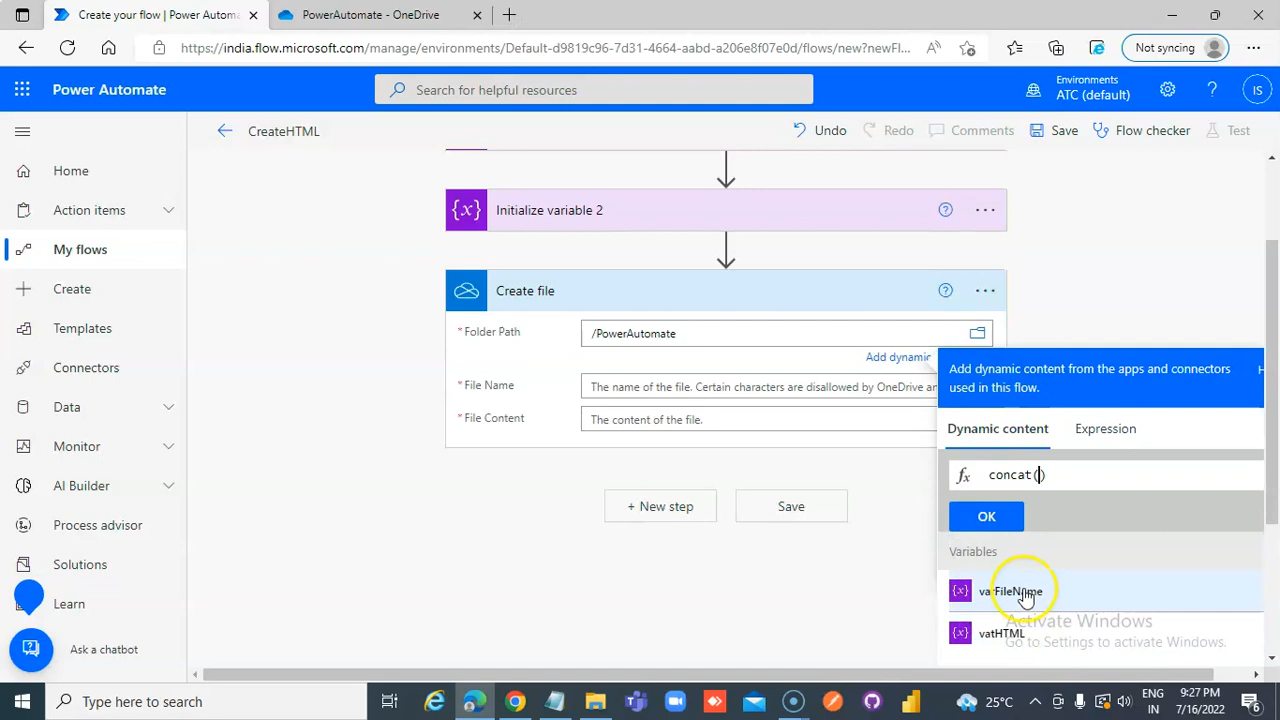 Create your flow | Power Automa
PowerAutomate - OneDrive
https://india.flow.microsoft.com/manage/environments/Default-d9819c96-7d31-4664-aabd-a206e8f07e0d/flows/new?newFl...
Not syncing
Power Automate
Search for helpful resources
Environments
ATC (default)
IS
CreateHTML
Undo
Redo
Comments
Save
Flow checker
Test
Home
Action items
My flows
Create
Templates
Connectors
Data
Monitor
AI Builder
Process advisor
Solutions
Learn
Ask a chatbot
{x} Initialize variable 2
Create file
* Folder Path
/PowerAutomate
Add dynamic
* File Name
The name of the file. Certain characters are disallowed by OneDrive an
* File Content
The content of the file.
+ New step
Save
Add dynamic content from the apps and connectors
used in this flow.
H
Dynamic content
Expression
fx concat()
OK
Variables
{x} varFileName
{x} vatHTML
Activate Windows
Go to Settings to activate Windows.
Type here to search
25°C
ENG
IN
9:27 PM
7/16/2022
6